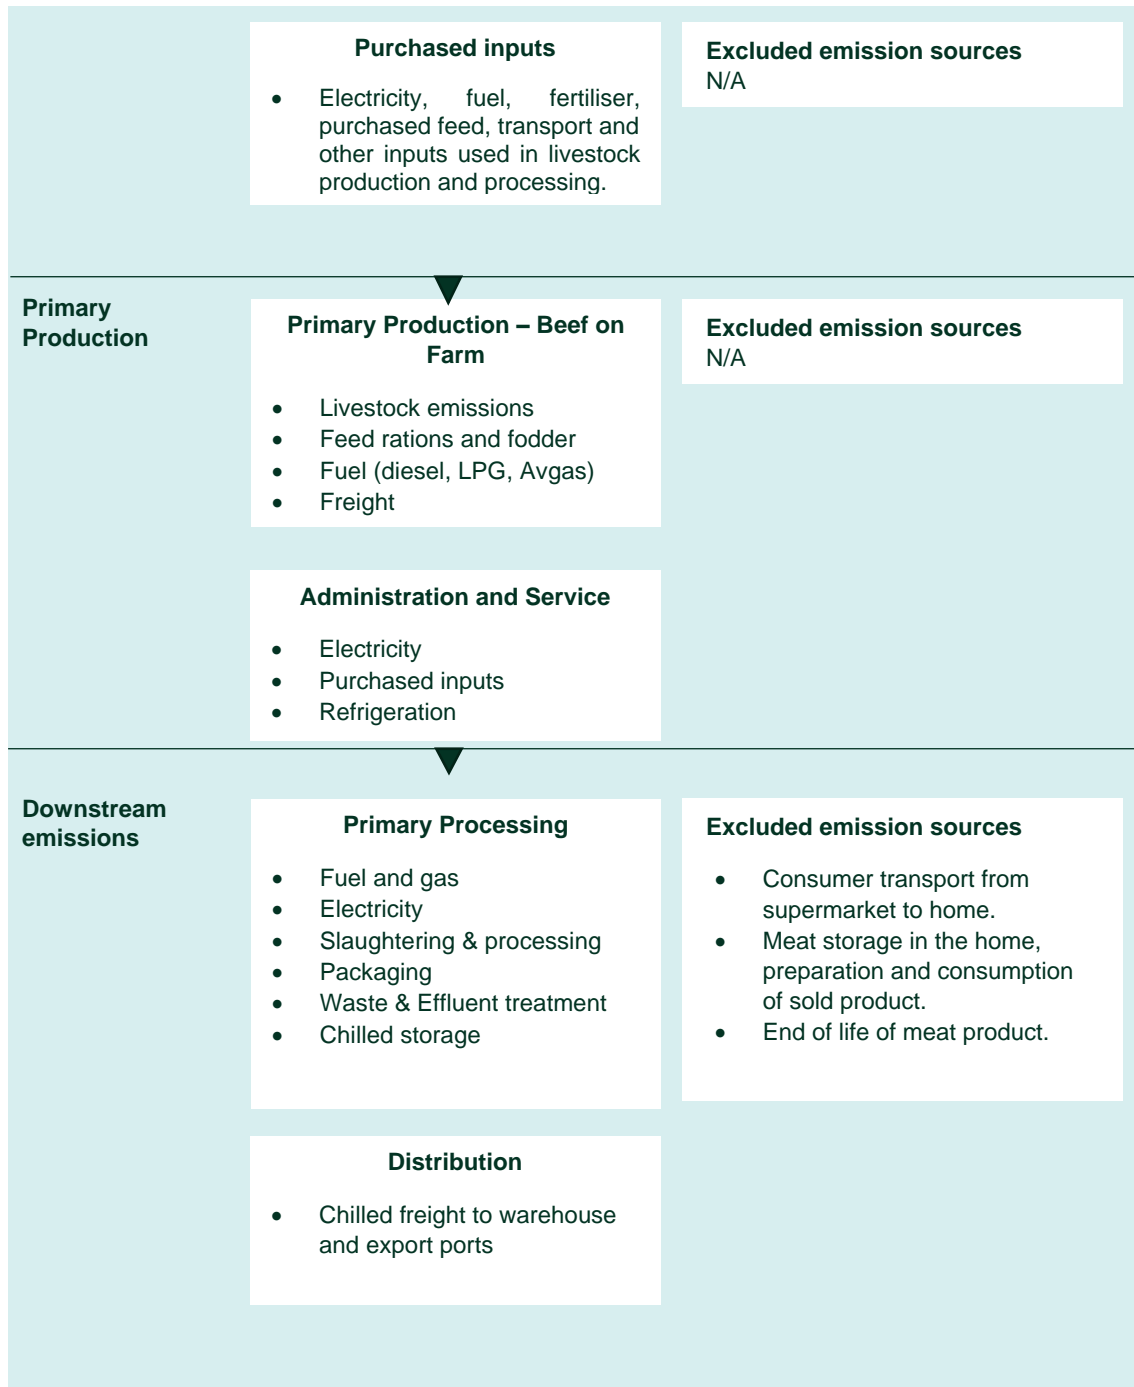 Purchased inputs
• Electricity, fuel, fertiliser,
purchased feed, transport and
other inputs used in livestock
production and processing.
Excluded emission sources
N/A
Primary
Production
Primary Production – Beef on
Farm
• Livestock emissions
• Feed rations and fodder
• Fuel (diesel, LPG, Avgas)
• Freight
Excluded emission sources
N/A
Administration and Service
• Electricity
• Purchased inputs
• Refrigeration
Downstream
emissions
Primary Processing
• Fuel and gas
• Electricity
• Slaughtering & processing
• Packaging
• Waste & Effluent treatment
• Chilled storage
Excluded emission sources
• Consumer transport from
supermarket to home.
• Meat storage in the home,
preparation and consumption
of sold product.
• End of life of meat product.
Distribution
• Chilled freight to warehouse
and export ports